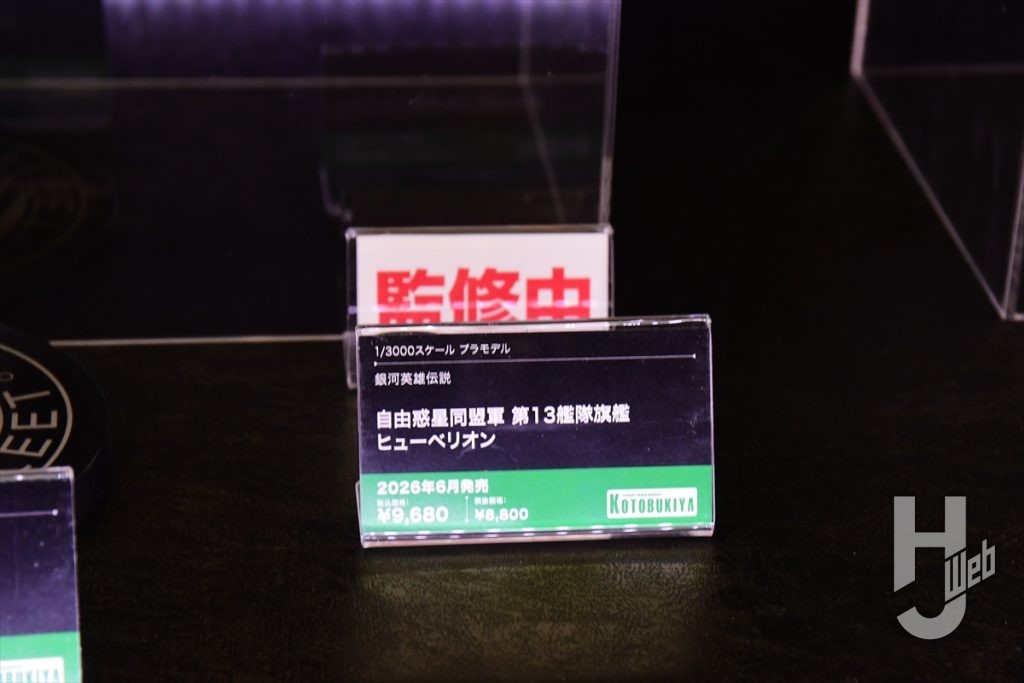 監修中
1/3000スケール プラモデル
銀河英雄伝説
自由惑星同盟軍 第13艦隊旗艦
ヒューベリオン
2026年6月発売
税込価格: 税抜価格:
¥9,680 ¥8,800
KOTOBUKIYA
HJ Web